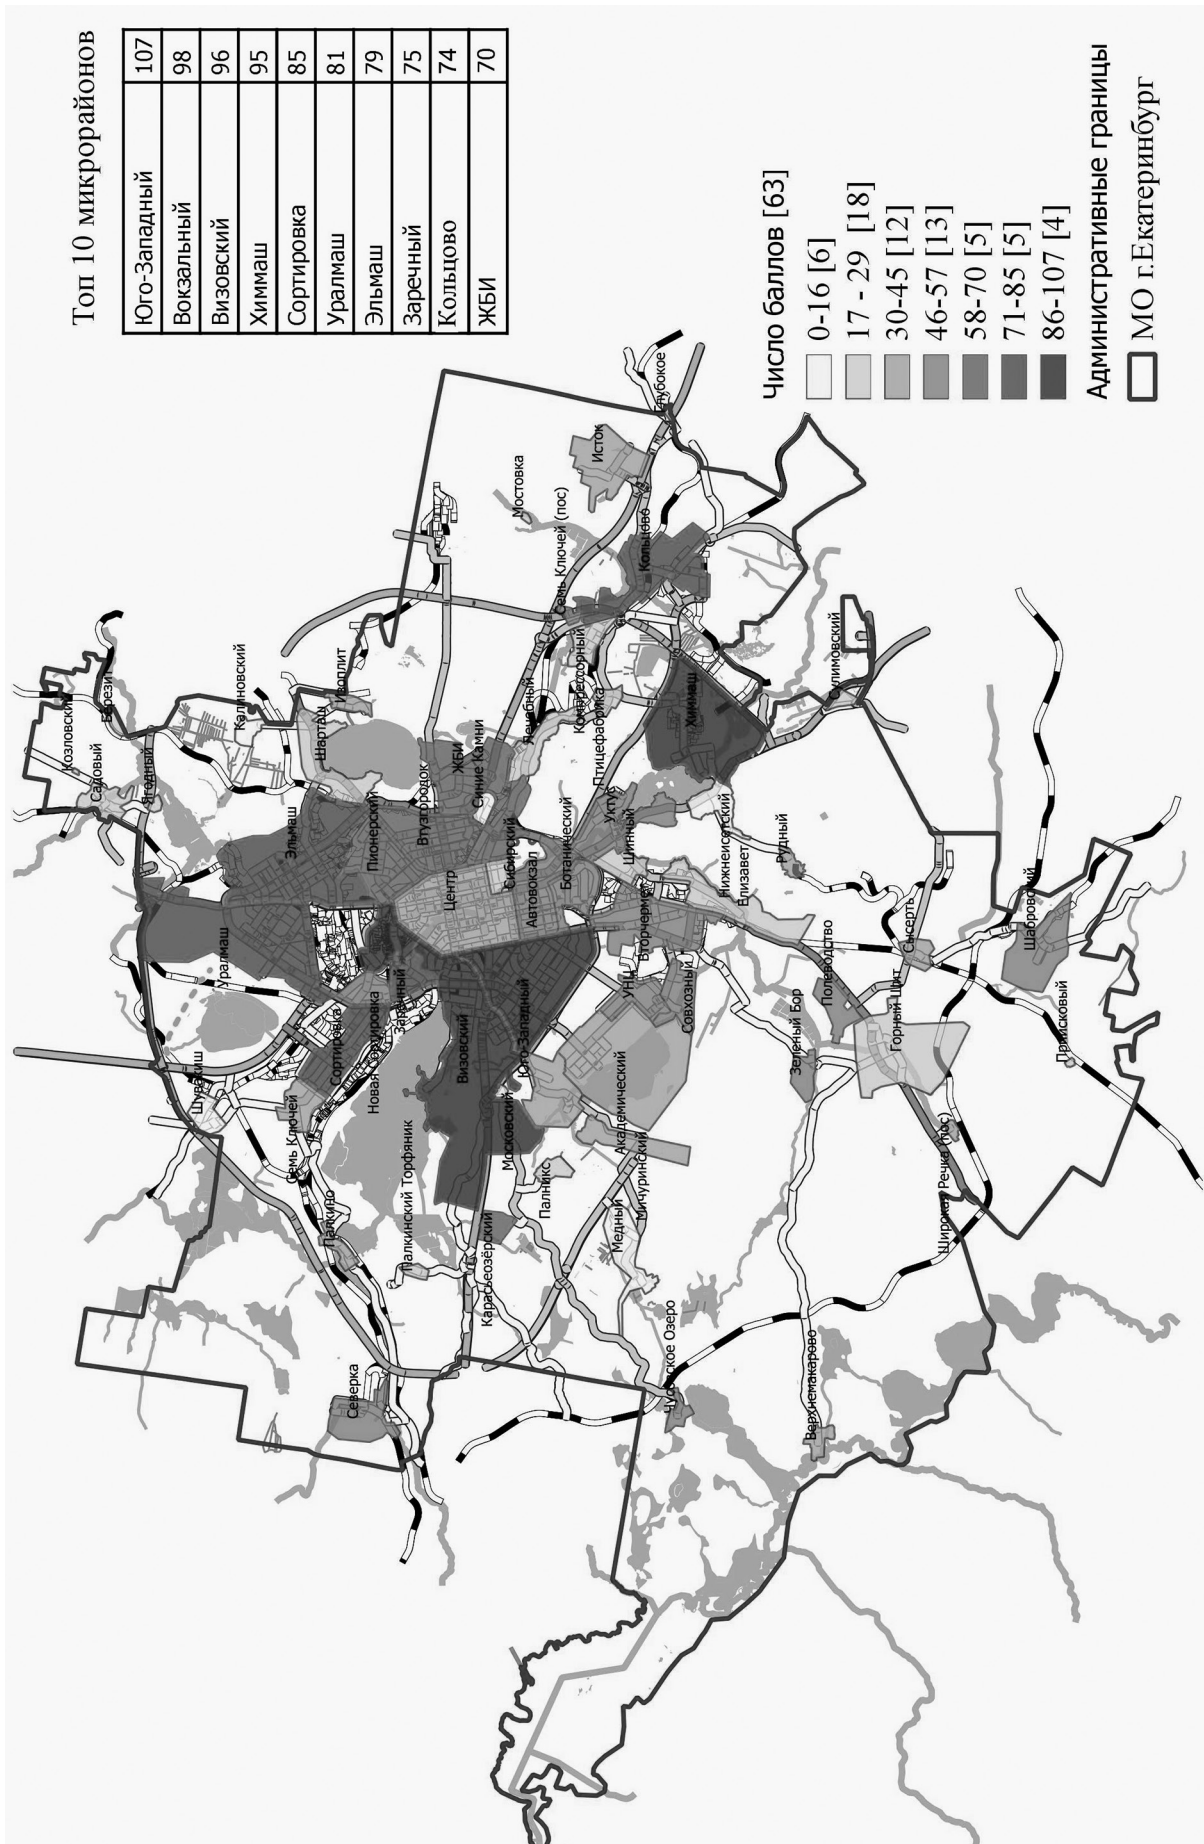 Топ 10 микрорайонов
Юго-Западный 107
Вокзальный 98
Визовский 96
Химмаш 95
Сортировка 85
Уралмаш 81
Эльмаш 79
Заречный 75
Кольцово 74
ЖБИ 70
Число баллов [63]
0-16 [6]
17 - 29 [18]
30-45 [12]
46-57 [13]
58-70 [5]
71-85 [5]
86-107 [4]
Административные границы
МО г.Екатеринбург
Козловский
Березит
Садовый
Ягодный
Калиновский
Шарташ
Изоплит
Эльмаш
Уралмаш
Шувакиш
Пионерский
Втузгородок
ЖБИ
Синие Камни
Сортировка
Новая Сортировка
Заречный
Семь Ключей
Палкино
Палкинский Торфяник
Северка
Центр
Визовский
Юго-Западный
Московский
Карасьеозёрский
Палникс
Сибирский
Автовокзал
Ботанический
Лечебный
Компрессорный
Птицефабрика
Семь Ключей (пос)
Мостовка
Исток
Глубокое
Кольцово
Химмаш
Уктус
Шинный
Вторчермет
УНЦ
Совхозный
Академический
Мичуринский
Медный
Чусовское Озеро
Нижнеисетский
Елизавет
Рудный
Сулимовский
Полеводство
Зеленый Бор
Горный Щит
Сысерть
Широкая Речка (пос)
Верхнемакарово
Шабровский
Приисковый